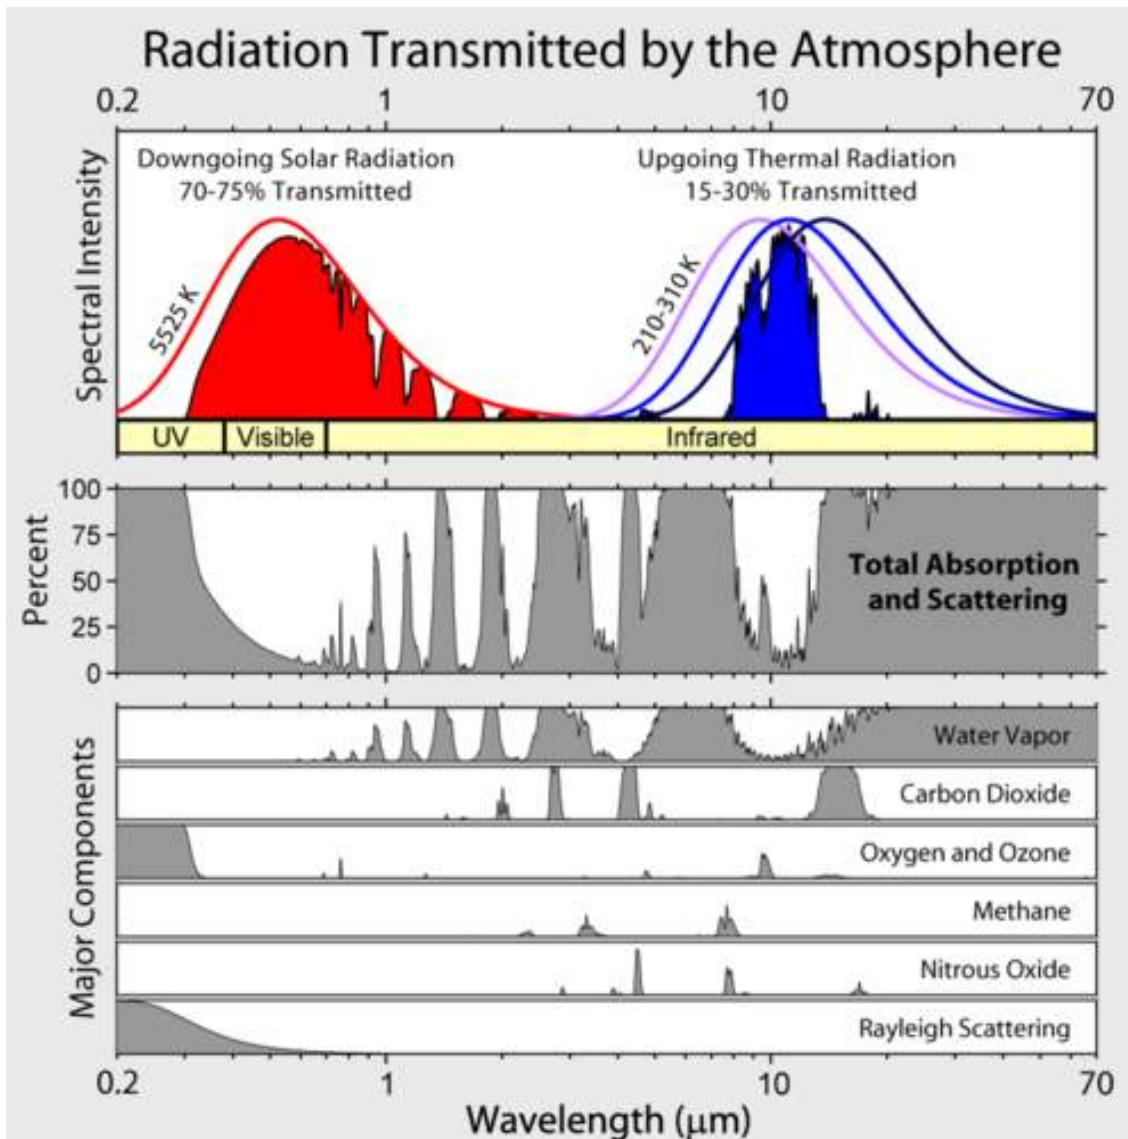 Radiation Transmitted by the Atmosphere
0.2 1 10 70
Downgoing Solar Radiation
70-75% Transmitted
Upgoing Thermal Radiation
15-30% Transmitted
Spectral Intensity
5525 K
210-310 K
UV Visible Infrared
Percent
100
75
50
25
0
Total Absorption
and Scattering
Major Components
Water Vapor
Carbon Dioxide
Oxygen and Ozone
Methane
Nitrous Oxide
Rayleigh Scattering
0.2 1 10 70
Wavelength (μm)